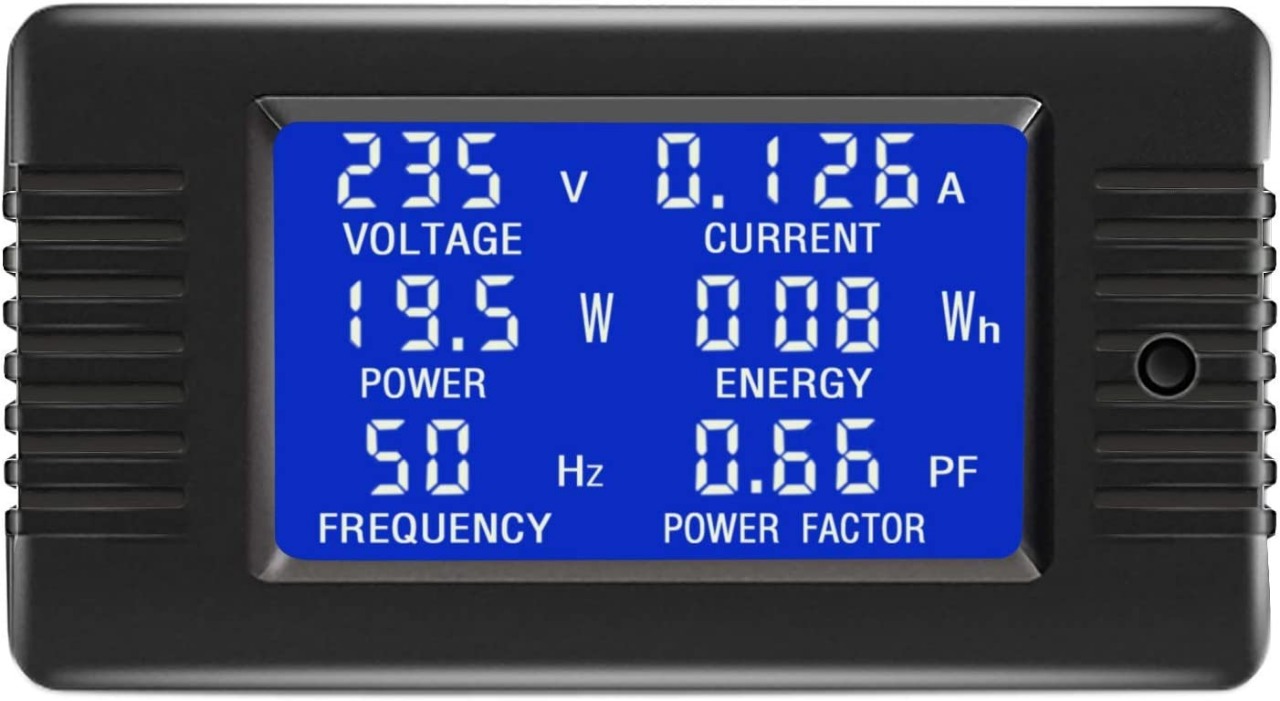 235 V 0.126 A
VOLTAGE CURRENT
19.5 W 008 Wh
POWER ENERGY
50 Hz 0.66 PF
FREQUENCY POWER FACTOR